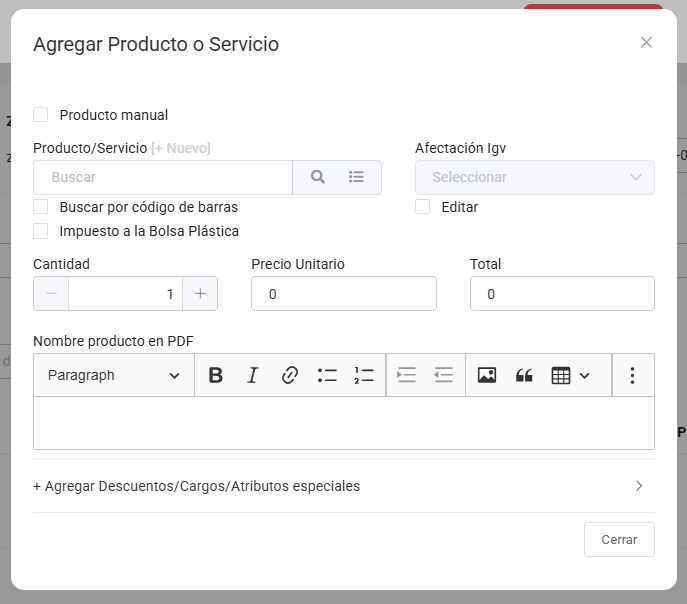 Agregar Producto o Servicio
Producto manual
Producto/Servicio [+ Nuevo]
Afectación Igv
Buscar
Seleccionar
Buscar por código de barras
Editar
Impuesto a la Bolsa Plástica
Cantidad
Precio Unitario
Total
1
0
0
Nombre producto en PDF
Paragraph
+ Agregar Descuentos/Cargos/Atributos especiales
Cerrar